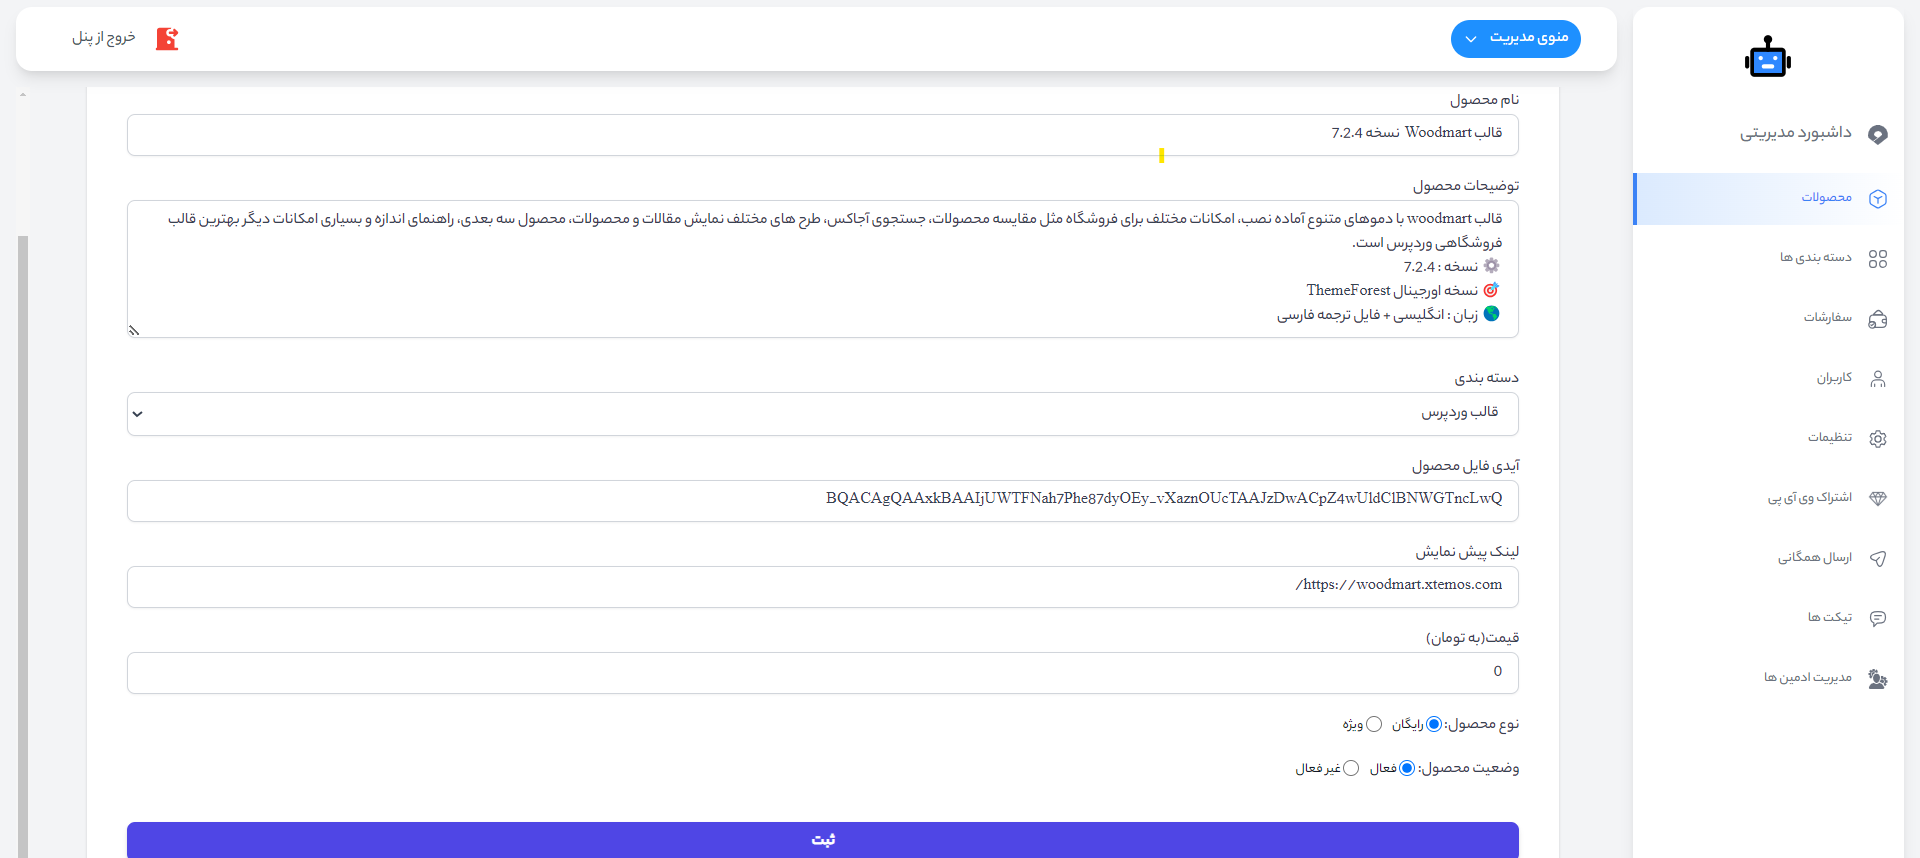 منوی مدیریت
خروج از پنل
داشبورد مدیریتی
محصولات
دسته بندی ها
سفارشات
کاربران
تنظیمات
اشتراک وی آی پی
ارسال همگانی
تیکت ها
مدیریت ادمین ها
نام محصول
قالب Woodmart نسخه 7.2.4
توضیحات محصول
قالب woodmart با دموهای متنوع آماده نصب، امکانات مختلف برای فروشگاه مثل مقایسه محصولات، جستجوی آجاکس، طرح های مختلف نمایش مقالات و محصولات، محصول سه بعدی، راهنمای اندازه و بسیاری امکانات دیگر بهترین قالب
فروشگاهی وردپرس است.
⚙️ نسخه : 7.2.4
🎯 نسخه اورجینال ThemeForest
🌎 زبان : انگلیسی + فایل ترجمه فارسی
دسته بندی
قالب وردپرس
آیدی فایل محصول
BQACAgQAAxkBAAIjUWTFNah7Phe87dyOEy_vXaznOUcTAAJzDwACpZ4wUldClBNWGTncLwQ
لینک پیش نمایش
https://woodmart.xtemos.com/
قیمت(به تومان)
0
نوع محصول: رایگان ویژه
وضعیت محصول: فعال غیر فعال
ثبت